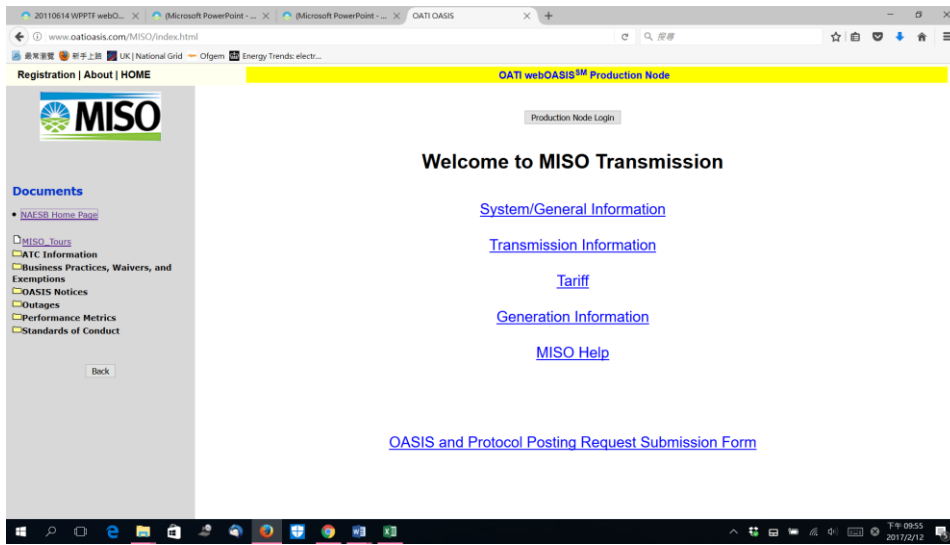 20110614 WPPTF webO...
(Microsoft PowerPoint - ...
(Microsoft PowerPoint - ...
OATI OASIS
www.oatioasis.com/MISO/index.html
搜尋
最常瀏覽 新手上路 UK | National Grid Ofgem Energy Trends: electr...
Registration | About | HOME
OATI webOASISSM Production Node
MISO
Production Node Login
Welcome to MISO Transmission
Documents
NAESB Home Page
System/General Information
MISO_Tours
Transmission Information
ATC Information
Business Practices, Waivers, and
Exemptions
Tariff
OASIS Notices
Outages
Generation Information
Performance Metrics
Standards of Conduct
MISO Help
Back
OASIS and Protocol Posting Request Submission Form
下午 09:55
2017/2/12